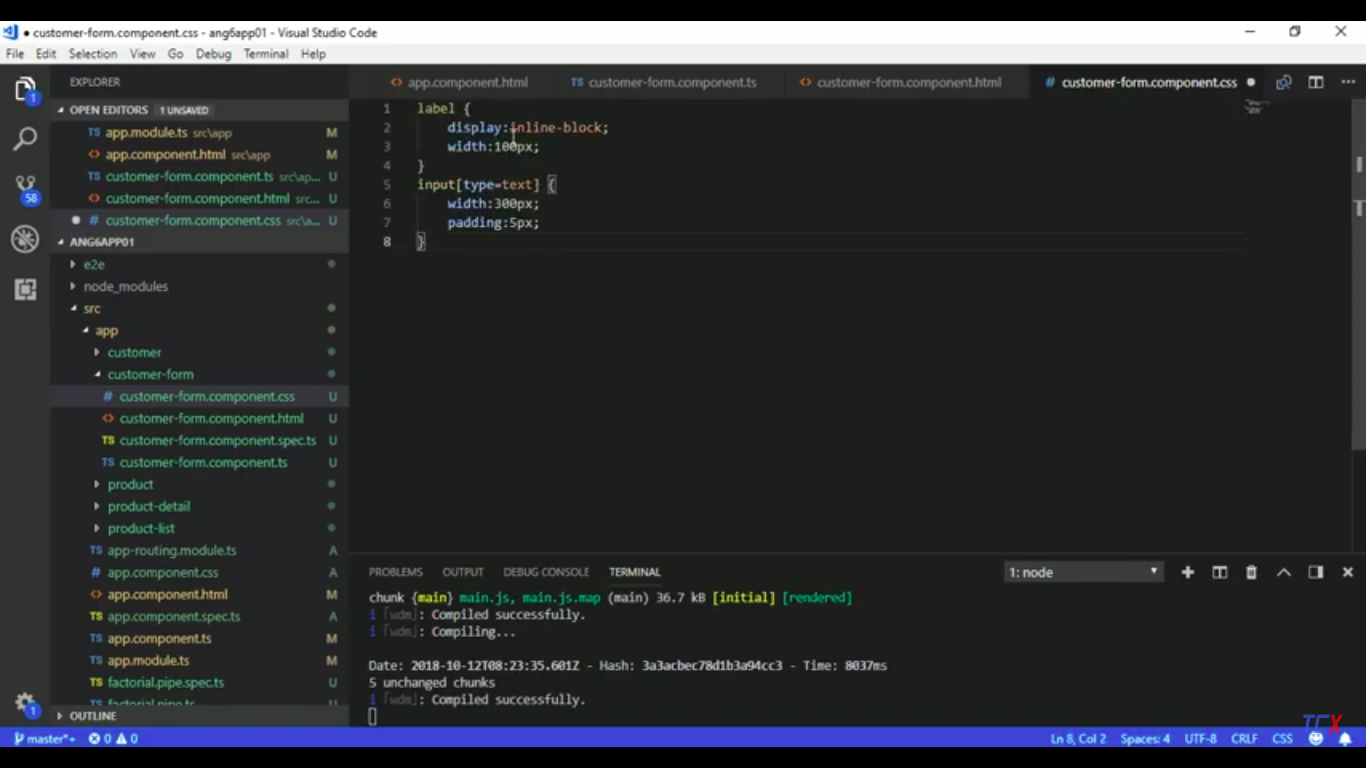 ● customer-form.component.css - ang6app01 - Visual Studio Code
File Edit Selection View Go Debug Terminal Help
EXPLORER
OPEN EDITORS 1 UNSAVED
TS app.module.ts src\app M
<> app.component.html src\app M
TS customer-form.component.ts src\ap... U
<> customer-form.component.html src... U
● # customer-form.component.css src\a... U
ANG6APP01
e2e
node_modules
src
app
customer
customer-form
# customer-form.component.css U
<> customer-form.component.html U
TS customer-form.component.spec.ts U
TS customer-form.component.ts U
product
product-detail
product-list
TS app-routing.module.ts A
# app.component.css A
<> app.component.html M
TS app.component.spec.ts A
TS app.component.ts M
TS app.module.ts M
TS factorial.pipe.spec.ts U
TS factorial.pipe.ts U
OUTLINE
1
58
1
<> app.component.html TS customer-form.component.ts <> customer-form.component.html # customer-form.component.css ● ...
1 label {
2 display:inline-block;
3 width:100px;
4 }
5 input[type=text] {
6 width:300px;
7 padding:5px;
8 }
PROBLEMS OUTPUT DEBUG CONSOLE TERMINAL 1: node
chunk {main} main.js, main.js.map (main) 36.7 kB [initial] [rendered]
i ｢wdm｣: Compiled successfully.
i ｢wdm｣: Compiling...
Date: 2018-10-12T08:23:35.601Z - Hash: 3a3acbec78d1b3a94cc3 - Time: 8037ms
5 unchanged chunks
i ｢wdm｣: Compiled successfully.
TCX
master*+ 0 0 Ln 8, Col 2 Spaces: 4 UTF-8 CRLF CSS